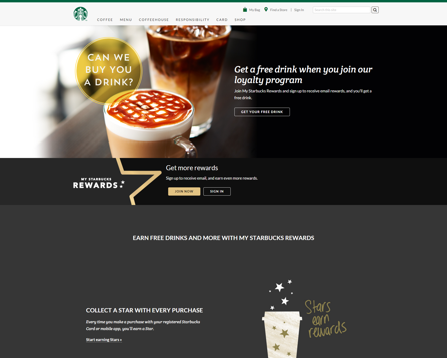 My Bag
Find a Store
Sign In
COFFEE MENU COFFEEHOUSE RESPONSIBILITY CARD SHOP
CAN WE
BUY YOU
A DRINK?
Get a free drink when you join our
loyalty program
Join My Starbucks Rewards and sign up to receive email rewards, and you'll get a
free drink.
GET YOUR FREE DRINK
MY STARBUCKS
REWARDS
Get more rewards
Sign up to receive email, and earn even more rewards.
JOIN NOW
SIGN IN
EARN FREE DRINKS AND MORE WITH MY STARBUCKS REWARDS
COLLECT A STAR WITH EVERY PURCHASE
Every time you make a purchase with your registered Starbucks
Card or mobile app, you'll earn a Star.
Start earning Stars »
Stars
earn
rewards